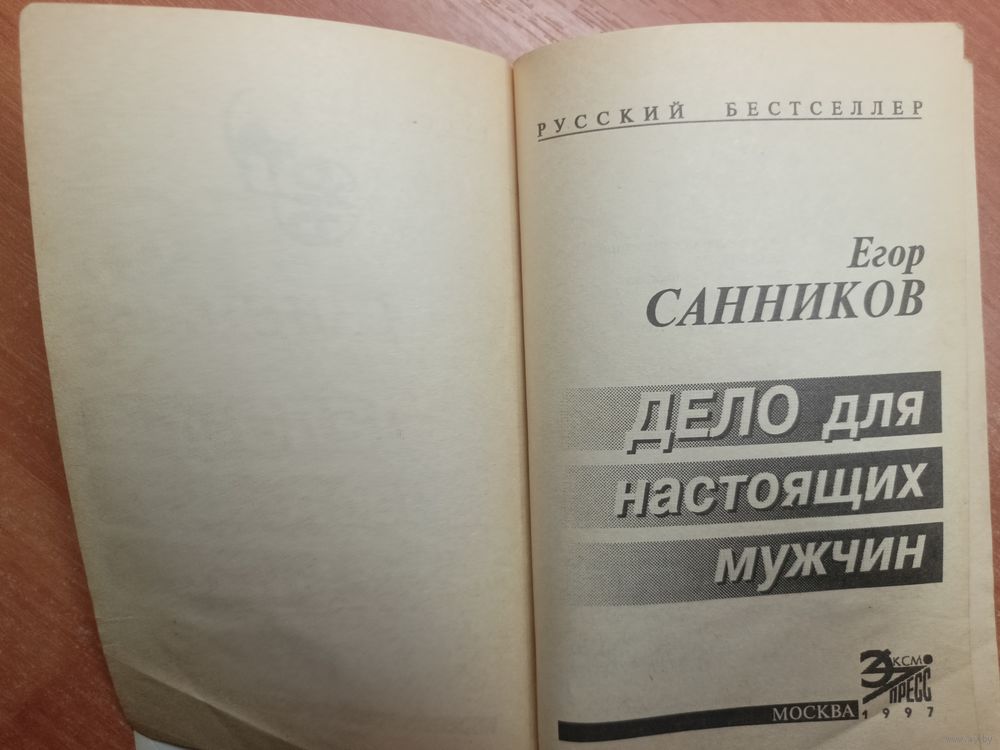 РУССКИЙ БЕСТСЕЛЛЕР
Егор
САННИКОВ
ДЕЛО для
настоящих
мужчин
ЭКСМО
ПРЕСС
МОСКВА 1997